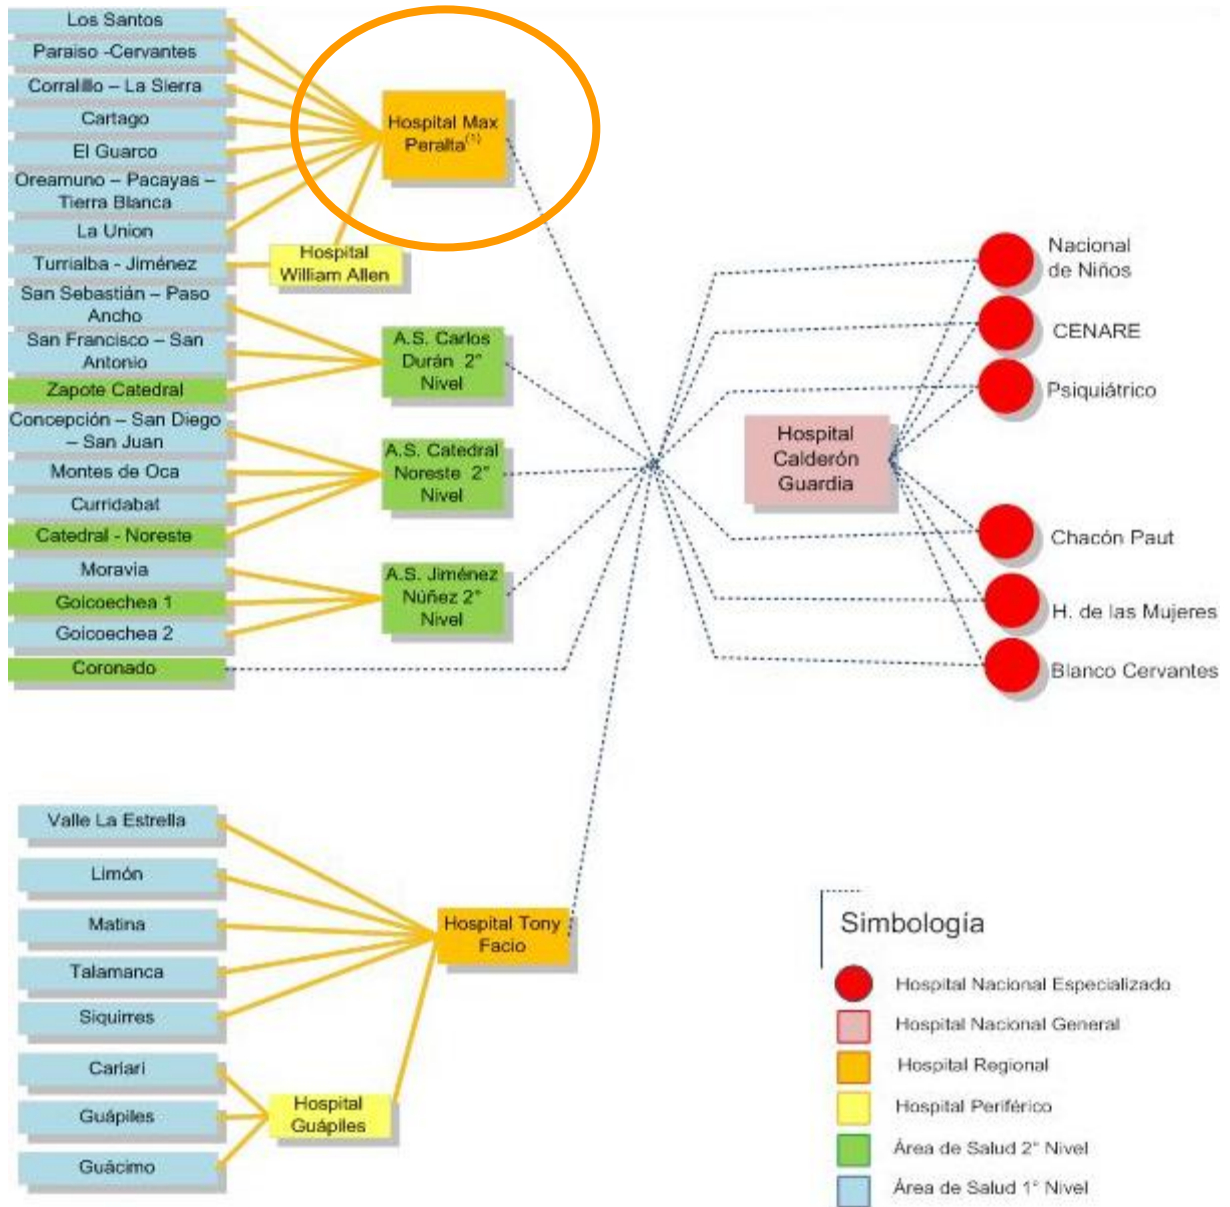 Los Santos
Paraiso -Cervantes
Corralillo – La Sierra
Cartago
El Guarco
Oreamuno – Pacayas –
Tierra Blanca
La Union
Turrialba - Jiménez
San Sebastián – Paso
Ancho
San Francisco – San
Antonio
Zapote Catedral
Concepción – San Diego
– San Juan
Montes de Oca
Curridabat
Catedral - Noreste
Moravia
Goicoechea 1
Goicoechea 2
Coronado
Hospital Max
Peralta(1)
Hospital
William Allen
A.S. Carlos
Durán 2°
Nivel
A.S. Catedral
Noreste 2°
Nivel
A.S. Jiménez
Núñez 2°
Nivel
Hospital
Calderón
Guardia
Nacional
de Niños
CENARE
Psiquiátrico
Chacón Paut
H. de las Mujeres
Blanco Cervantes
Valle La Estrella
Limón
Matina
Talamanca
Siquirres
Cariari
Guápiles
Guácimo
Hospital Tony
Facio
Hospital
Guápiles
Simbología
Hospital Nacional Especializado
Hospital Nacional General
Hospital Regional
Hospital Periférico
Área de Salud 2° Nivel
Área de Salud 1° Nivel